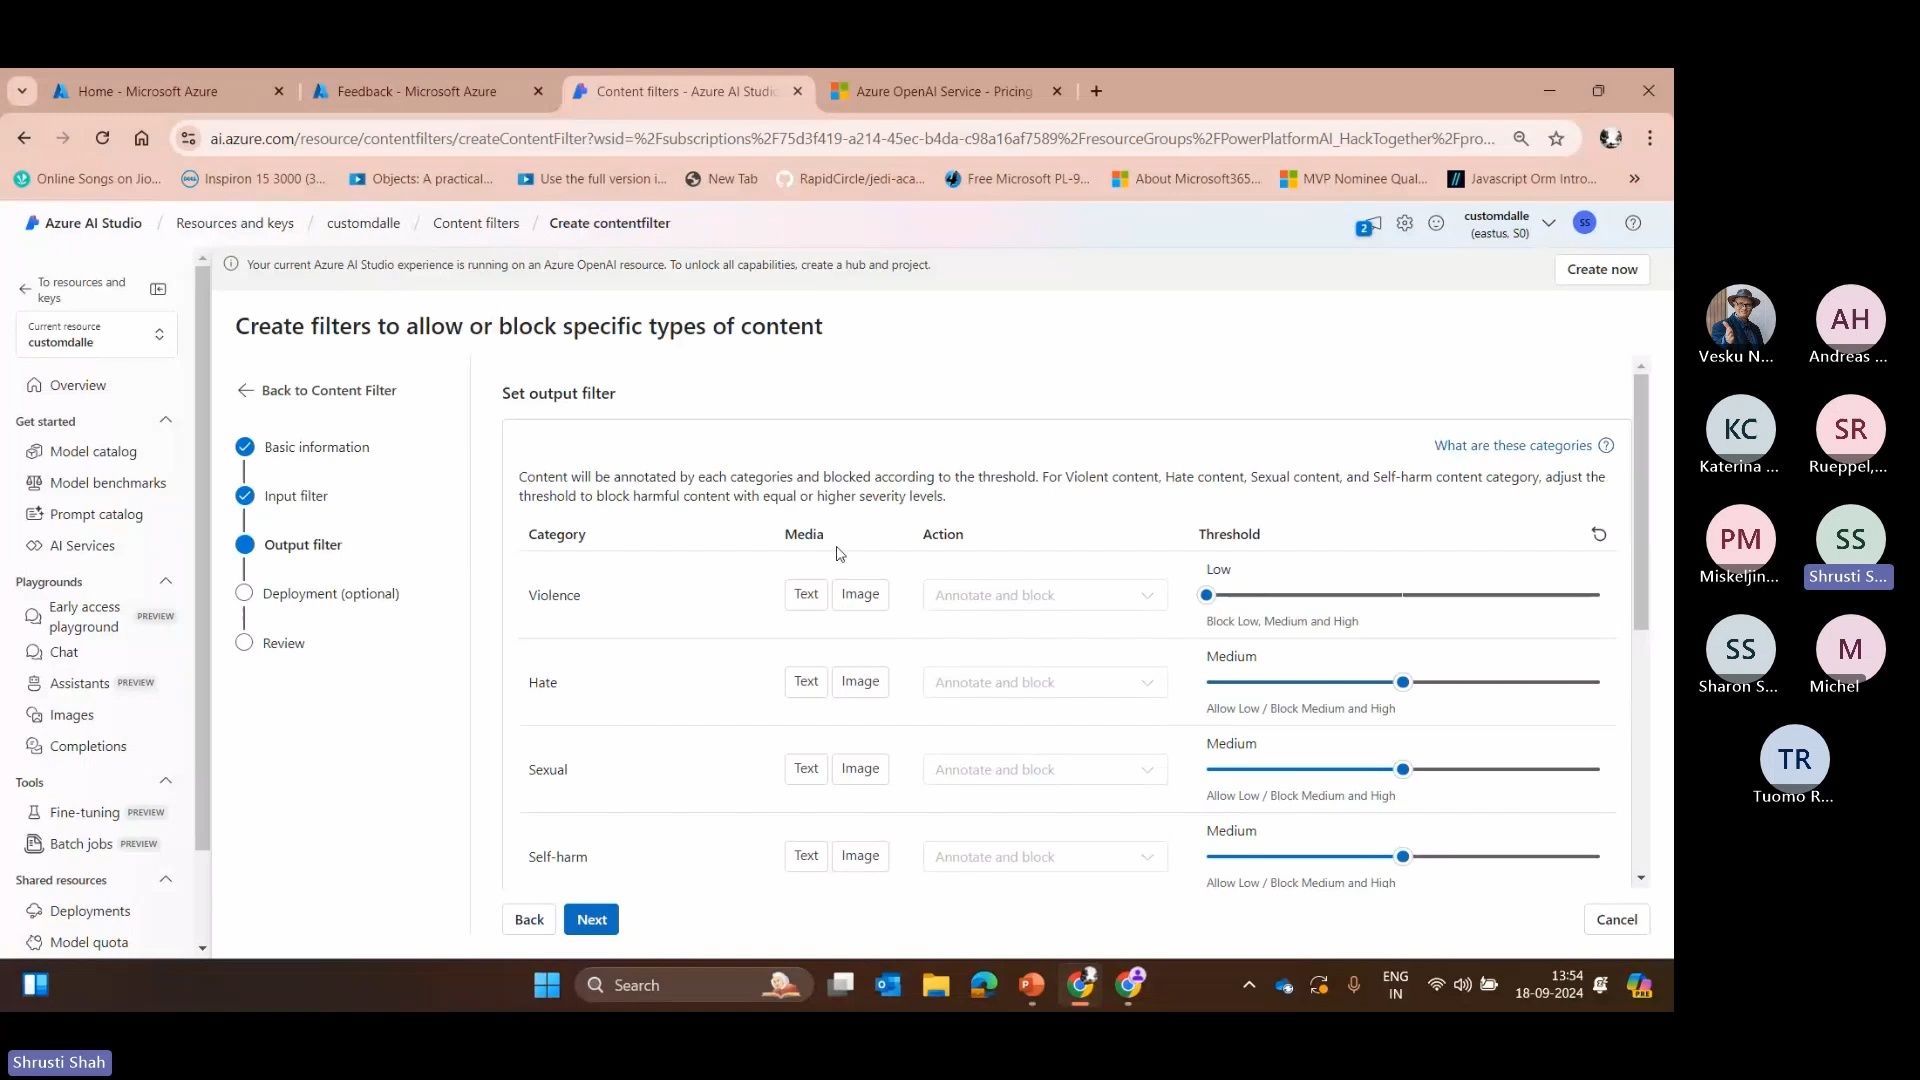 Home - Microsoft Azure
Feedback - Microsoft Azure
Content filters - Azure AI Studio
Azure OpenAI Service - Pricing
ai.azure.com/resource/contentfilters/createContentFilter?wsid=%2Fsubscriptions%2F75d3f419-a214-45ec-b4da-c98a16af7589%2FresourceGroups%2FPowerPlatformAI_HackTogether%2Fpro...
Online Songs on Jio...
Inspiron 15 3000 (3...
Objects: A practical...
Use the full version i...
New Tab
RapidCircle/jedi-aca...
Free Microsoft PL-9...
About Microsoft365...
MVP Nominee Qual...
Javascript Orm Intro...
Azure AI Studio / Resources and keys / customdalle / Content filters / Create contentfilter
2
customdalle
(eastus, S0)
SS
Your current Azure AI Studio experience is running on an Azure OpenAI resource. To unlock all capabilities, create a hub and project.
Create now
To resources and
keys
Current resource
customdalle
Overview
Get started
Model catalog
Model benchmarks
Prompt catalog
AI Services
Playgrounds
Early access
playground PREVIEW
Chat
Assistants PREVIEW
Images
Completions
Tools
Fine-tuning PREVIEW
Batch jobs PREVIEW
Shared resources
Deployments
Model quota
Create filters to allow or block specific types of content
Back to Content Filter
Basic information
Input filter
Output filter
Deployment (optional)
Review
Set output filter
What are these categories
Content will be annotated by each categories and blocked according to the threshold. For Violent content, Hate content, Sexual content, and Self-harm content category, adjust the
threshold to block harmful content with equal or higher severity levels.
Category Media Action Threshold
Low
Violence Text Image Annotate and block
Block Low, Medium and High
Medium
Hate Text Image Annotate and block
Allow Low / Block Medium and High
Medium
Sexual Text Image Annotate and block
Allow Low / Block Medium and High
Medium
Self-harm Text Image Annotate and block
Allow Low / Block Medium and High
Back
Next
Cancel
Search
ENG
IN
13:54
18-09-2024
PRE
Vesku N...
AH
Andreas ...
KC
Katerina ...
SR
Rueppel,...
PM
Miskeljin...
SS
Shrusti S...
SS
Sharon S...
M
Michel
TR
Tuomo R...
Shrusti Shah